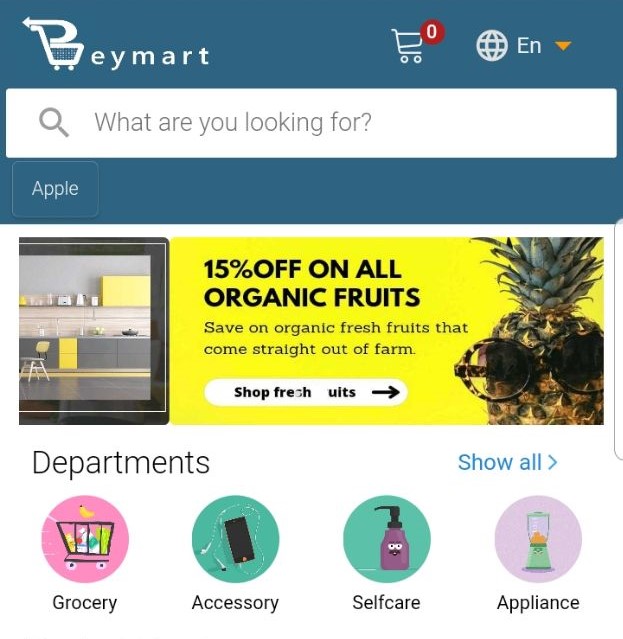 Beymart
0
En
What are you looking for?
Apple
15%OFF ON ALL
ORGANIC FRUITS
Save on organic fresh fruits that
come straight out of farm.
Shop fresh uits
Departments
Show all
Grocery
Accessory
Selfcare
Appliance